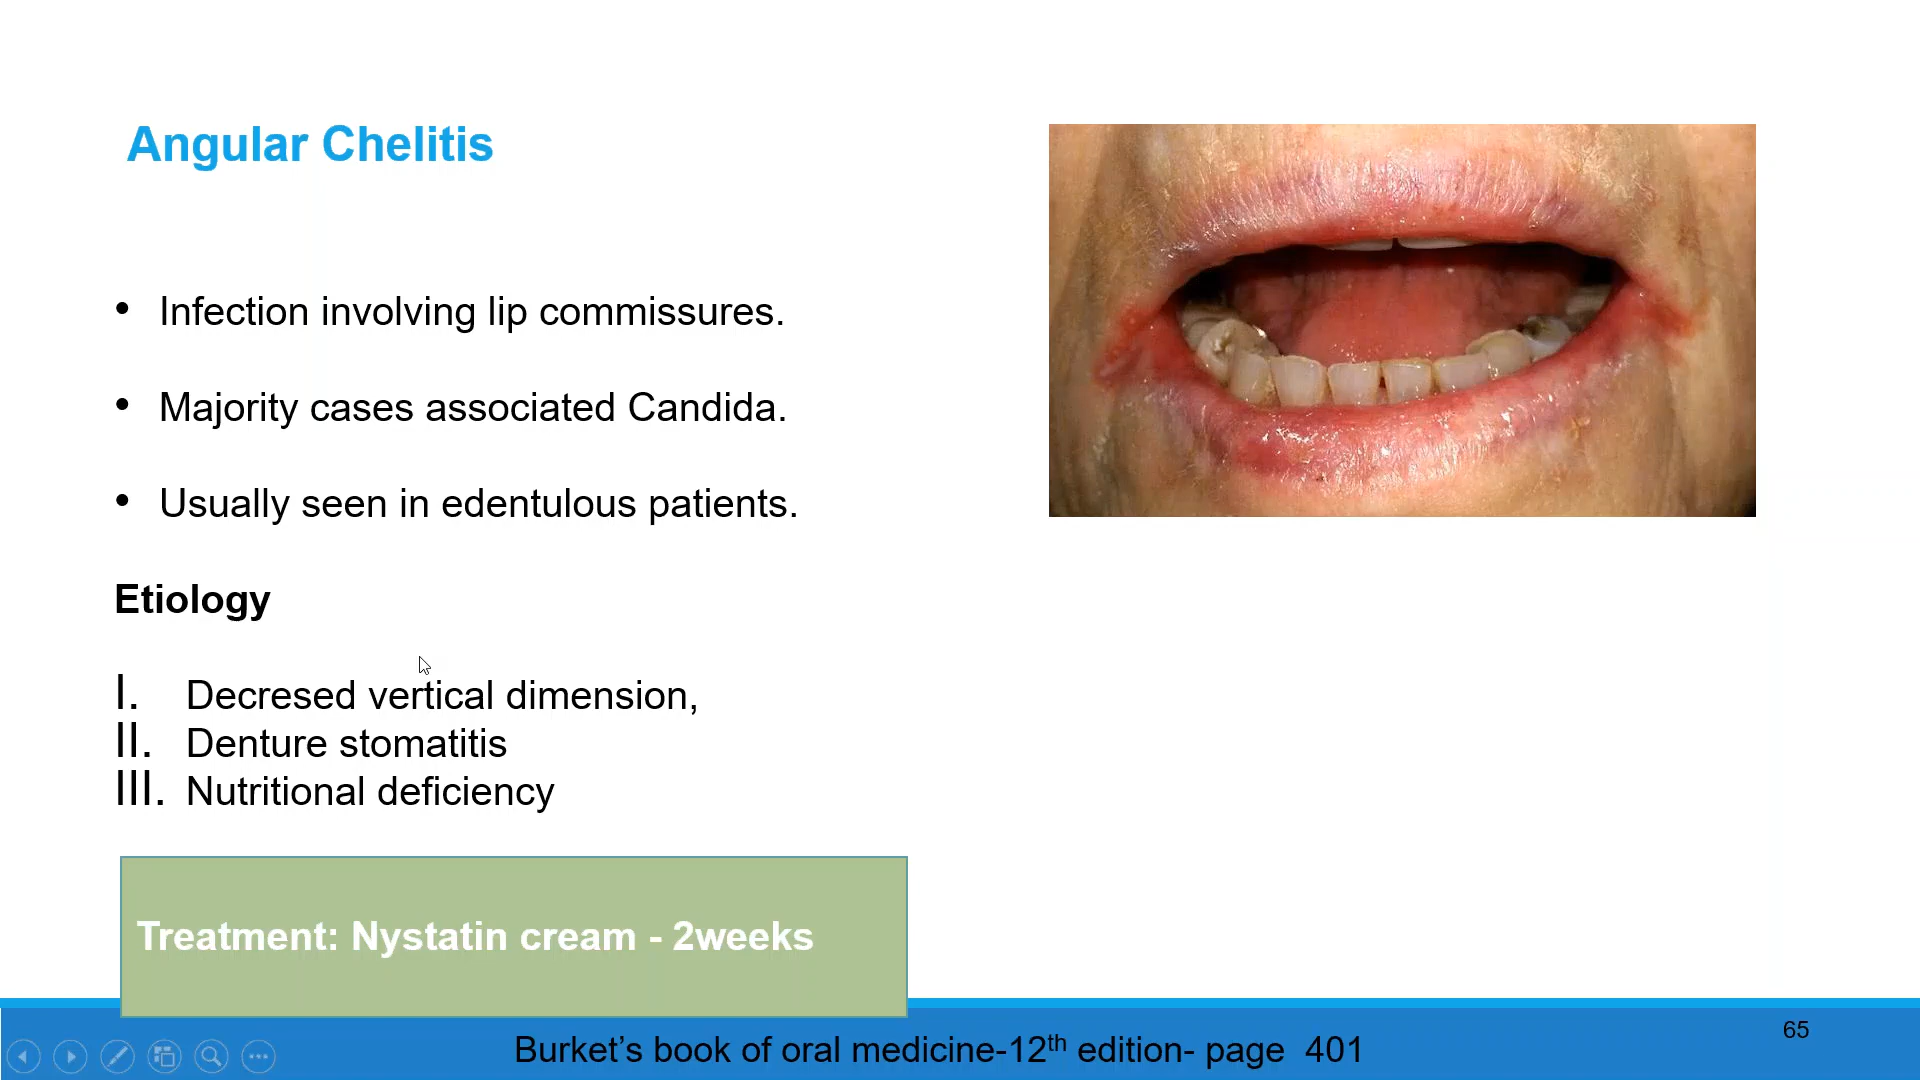 Angular Chelitis
• Infection involving lip commissures.
• Majority cases associated Candida.
• Usually seen in edentulous patients.
Etiology
I. Decresed vertical dimension,
II. Denture stomatitis
III. Nutritional deficiency
Treatment: Nystatin cream - 2weeks
65
Burket’s book of oral medicine-12th edition- page 401